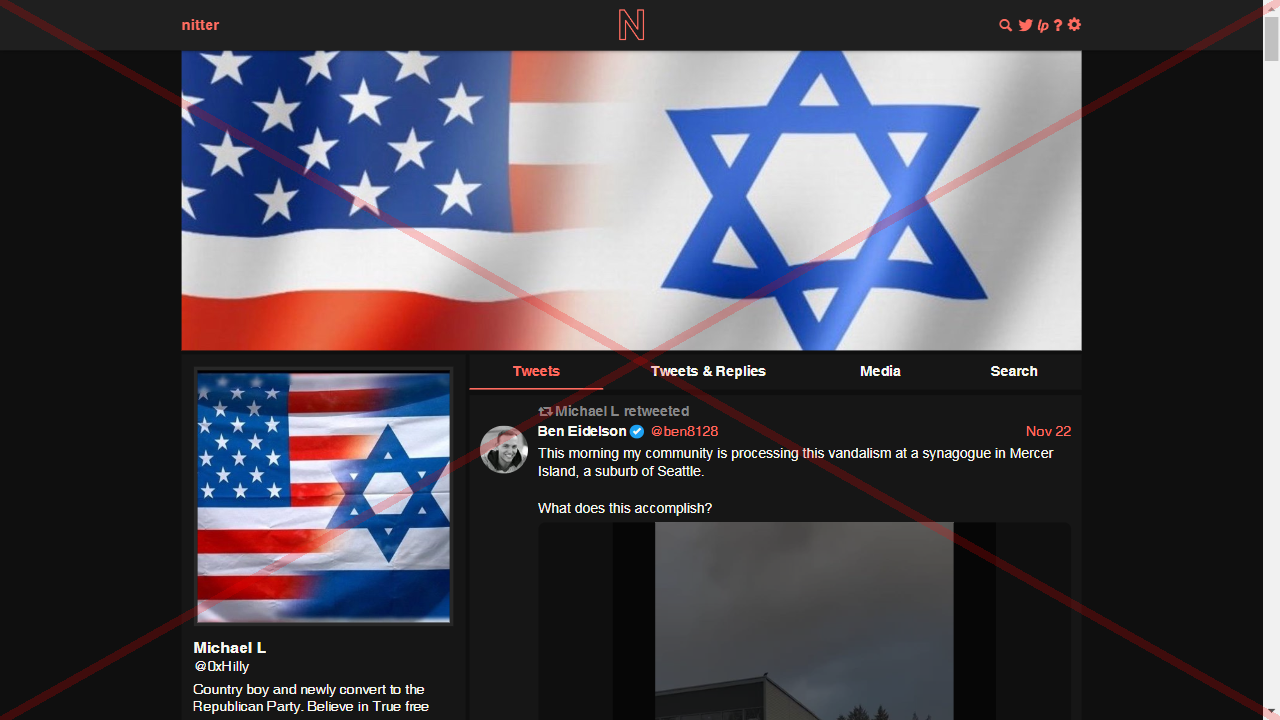 nitter
N
lp ?
Tweets
Tweets & Replies
Media
Search
Michael L retweeted
Ben Eidelson @ben8128
Nov 22
This morning my community is processing this vandalism at a synagogue in Mercer
Island, a suburb of Seattle.
What does this accomplish?
Michael L
@0xHilly
Country boy and newly convert to the
Republican Party. Believe in True free